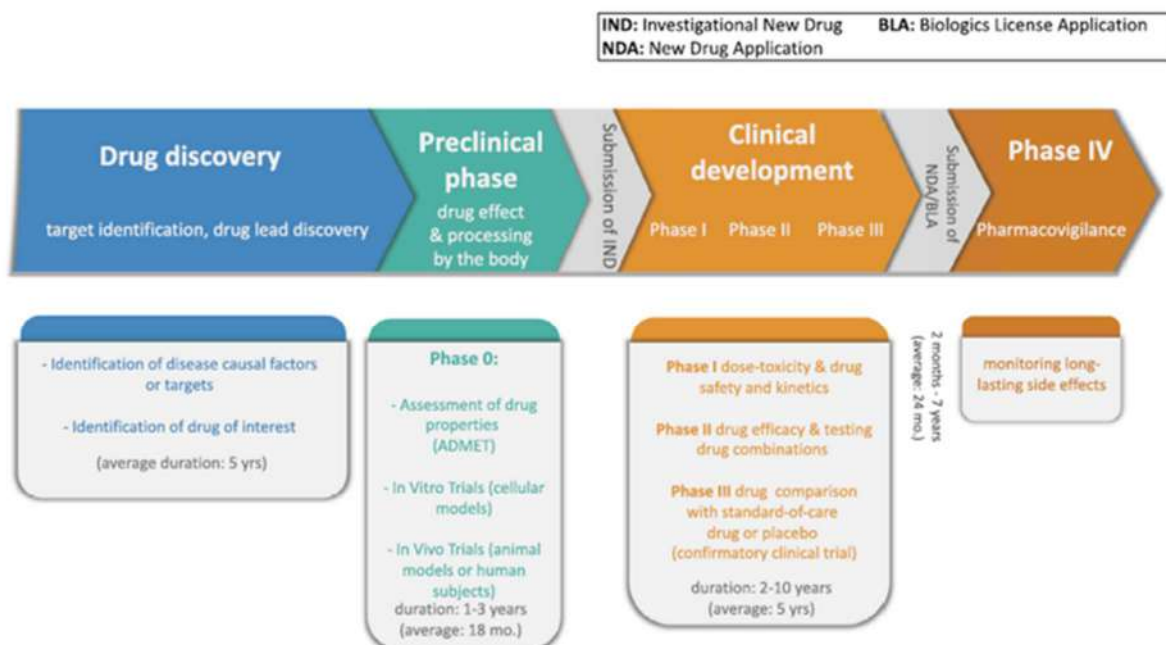 IND: Investigational New Drug BLA: Biologics License Application
NDA: New Drug Application
Drug discovery
target identification, drug lead discovery
Preclinical
phase
drug effect
& processing
by the body
Submission of IND
Clinical
development
Phase I Phase II Phase III
Submission of
NDA/BLA
Phase IV
Pharmacovigilance
- Identification of disease causal factors
or targets
- Identification of drug of interest
(average duration: 5 yrs)
Phase 0:
- Assessment of drug
properties
(ADMET)
- In Vitro Trials (cellular
models)
- In Vivo Trials (animal
models or human
subjects)
duration: 1-3 years
(average: 18 mo.)
Phase I dose-toxicity & drug
safety and kinetics
Phase II drug efficacy & testing
drug combinations
Phase III drug comparison
with standard-of-care
drug or placebo
(confirmatory clinical trial)
duration: 2-10 years
(average: 5 yrs)
2 months - 7 years
(average: 24 mo.)
monitoring long-
lasting side effects